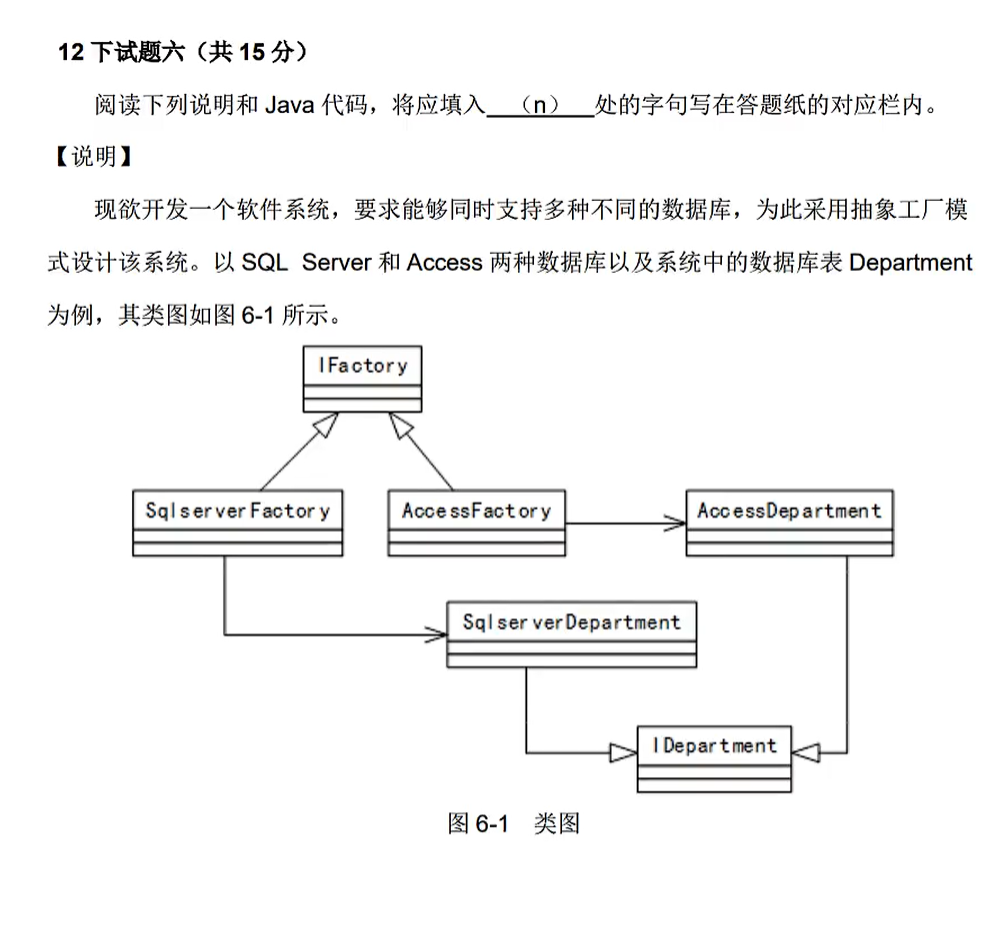 12 下试题六（共 15 分）
阅读下列说明和 Java 代码，将应填入 （n） 处的字句写在答题纸的对应栏内。
【说明】
现欲开发一个软件系统，要求能够同时支持多种不同的数据库，为此采用抽象工厂模
式设计该系统。以 SQL Server 和 Access 两种数据库以及系统中的数据库表 Department
为例，其类图如图 6-1 所示。
IFactory
SqlserverFactory
AccessFactory
AccessDepartment
SqlserverDepartment
IDepartment
图 6-1 类图